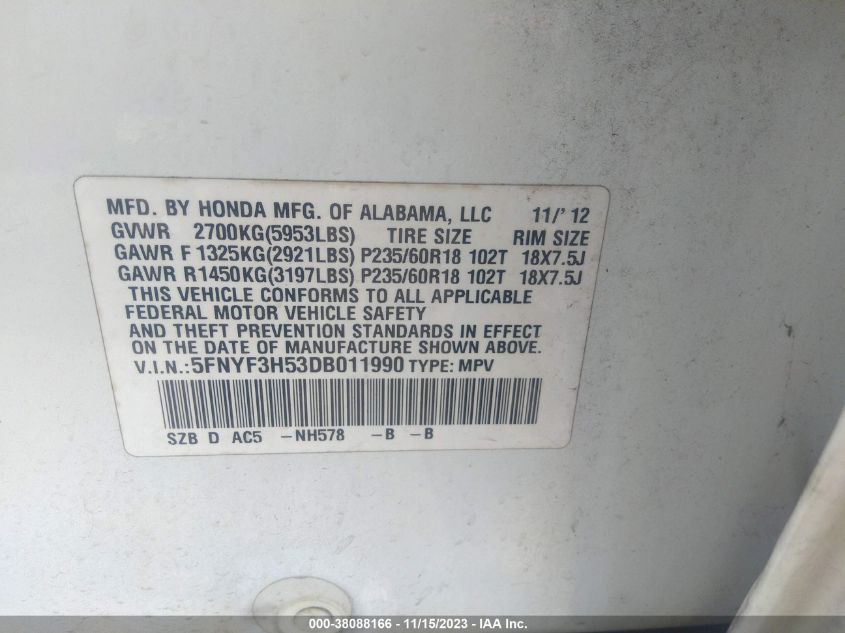 MFD. BY HONDA MFG. OF ALABAMA, LLC 11/'12
GVWR 2700KG(5953LBS) TIRE SIZE RIM SIZE
GAWR F 1325KG(2921LBS) P235/60R18 102T 18X7.5J
GAWR R 1450KG(3197LBS) P235/60R18 102T 18X7.5J
THIS VEHICLE CONFORMS TO ALL APPLICABLE
FEDERAL MOTOR VEHICLE SAFETY
AND THEFT PREVENTION STANDARDS IN EFFECT
ON THE DATE OF MANUFACTURE SHOWN ABOVE.
V.I.N.:5FNYF3H53DB011990 TYPE: MPV
SZB D AC5 -NH578 -B -B
000-38088166 - 11/15/2023 - IAAI, Inc.